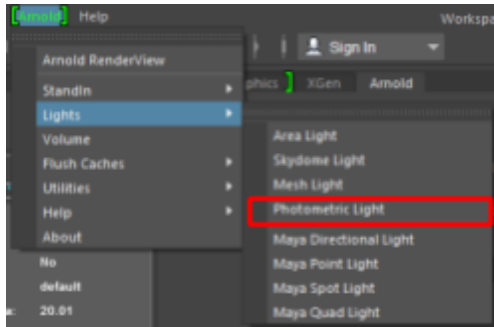 Arnold Help
Workspa
Sign In
Arnold RenderView
phics XGen Arnold
StandIn
Lights
Volume
Flush Caches
Utilities
Help
About
Area Light
Skydome Light
Mesh Light
Photometric Light
Maya Directional Light
Maya Point Light
Maya Spot Light
Maya Quad Light
No
default
20.01